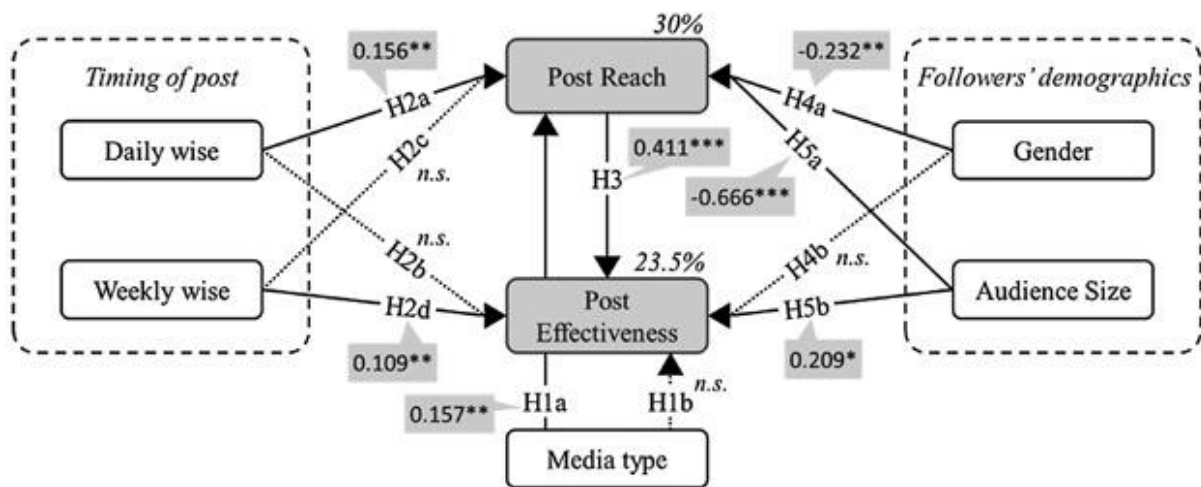 30%
0.156**
-0.232**
Timing of post
Post Reach
Followers' demographics
H2a
H4a
Daily wise
H2c
n.s.
0.411***
H5a
Gender
H3
-0.666***
n.s.
H2b
23.5%
H4b
n.s.
Weekly wise
H2d
Post
Effectiveness
H5b
Audience Size
0.109**
0.209*
n.s.
0.157**
H1a
H1b
Media type